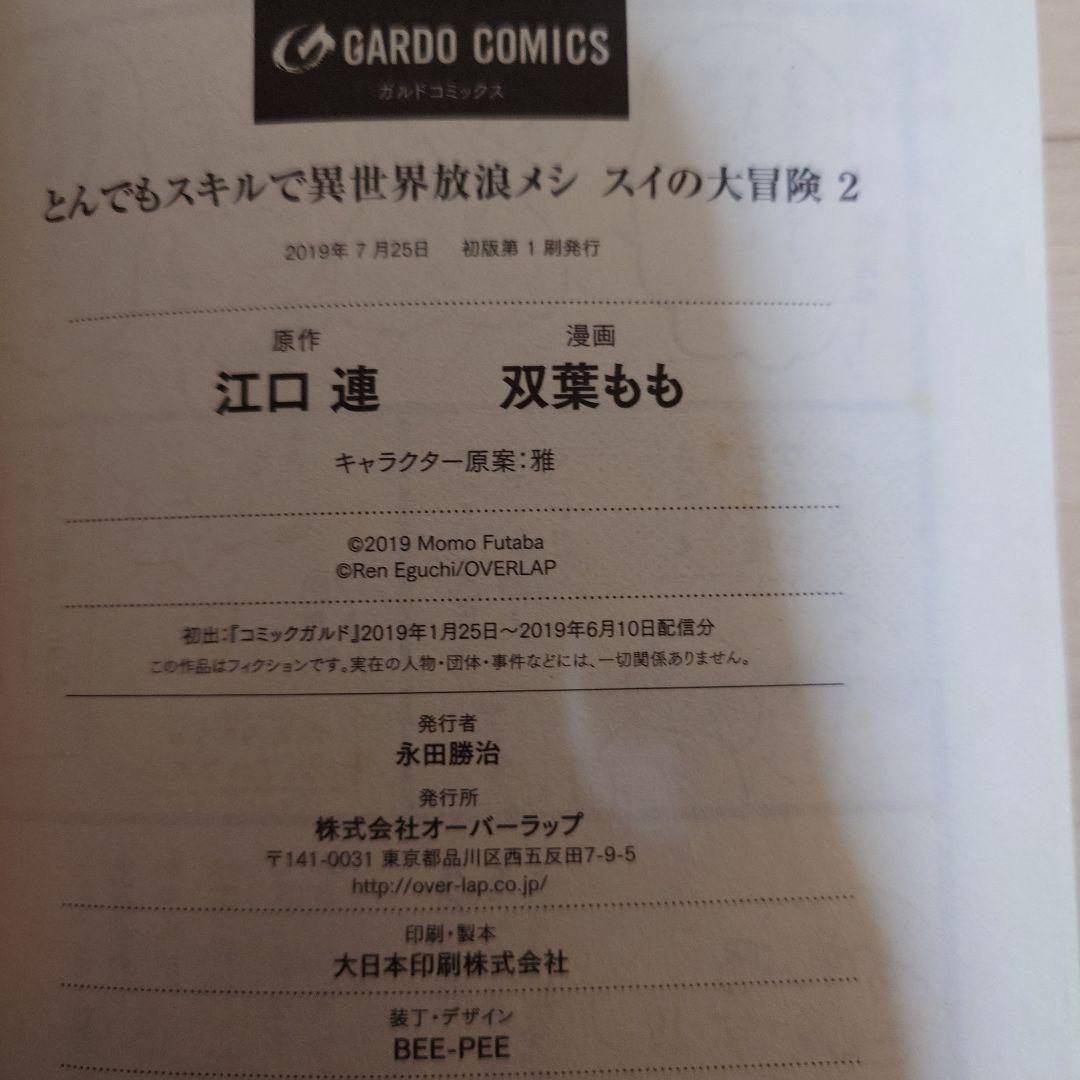 GARDO COMICS
ガルドコミックス
とんでもスキルで異世界放浪メシ スイの大冒険 2
2019年7月25日 初版第1刷発行
原作 漫画
江口 連 双葉もも
キャラクター原案:雅
©2019 Momo Futaba
©Ren Eguchi/OVERLAP
初出:『コミックガルド』2019年1月25日〜2019年6月10日配信分
この作品はフィクションです。実在の人物・団体・事件などには、一切関係ありません。
発行者
永田勝治
発行所
株式会社オーバーラップ
〒141-0031 東京都品川区西五反田7-9-5
http://over-lap.co.jp/
印刷・製本
大日本印刷株式会社
装丁・デザイン
BEE-PEE